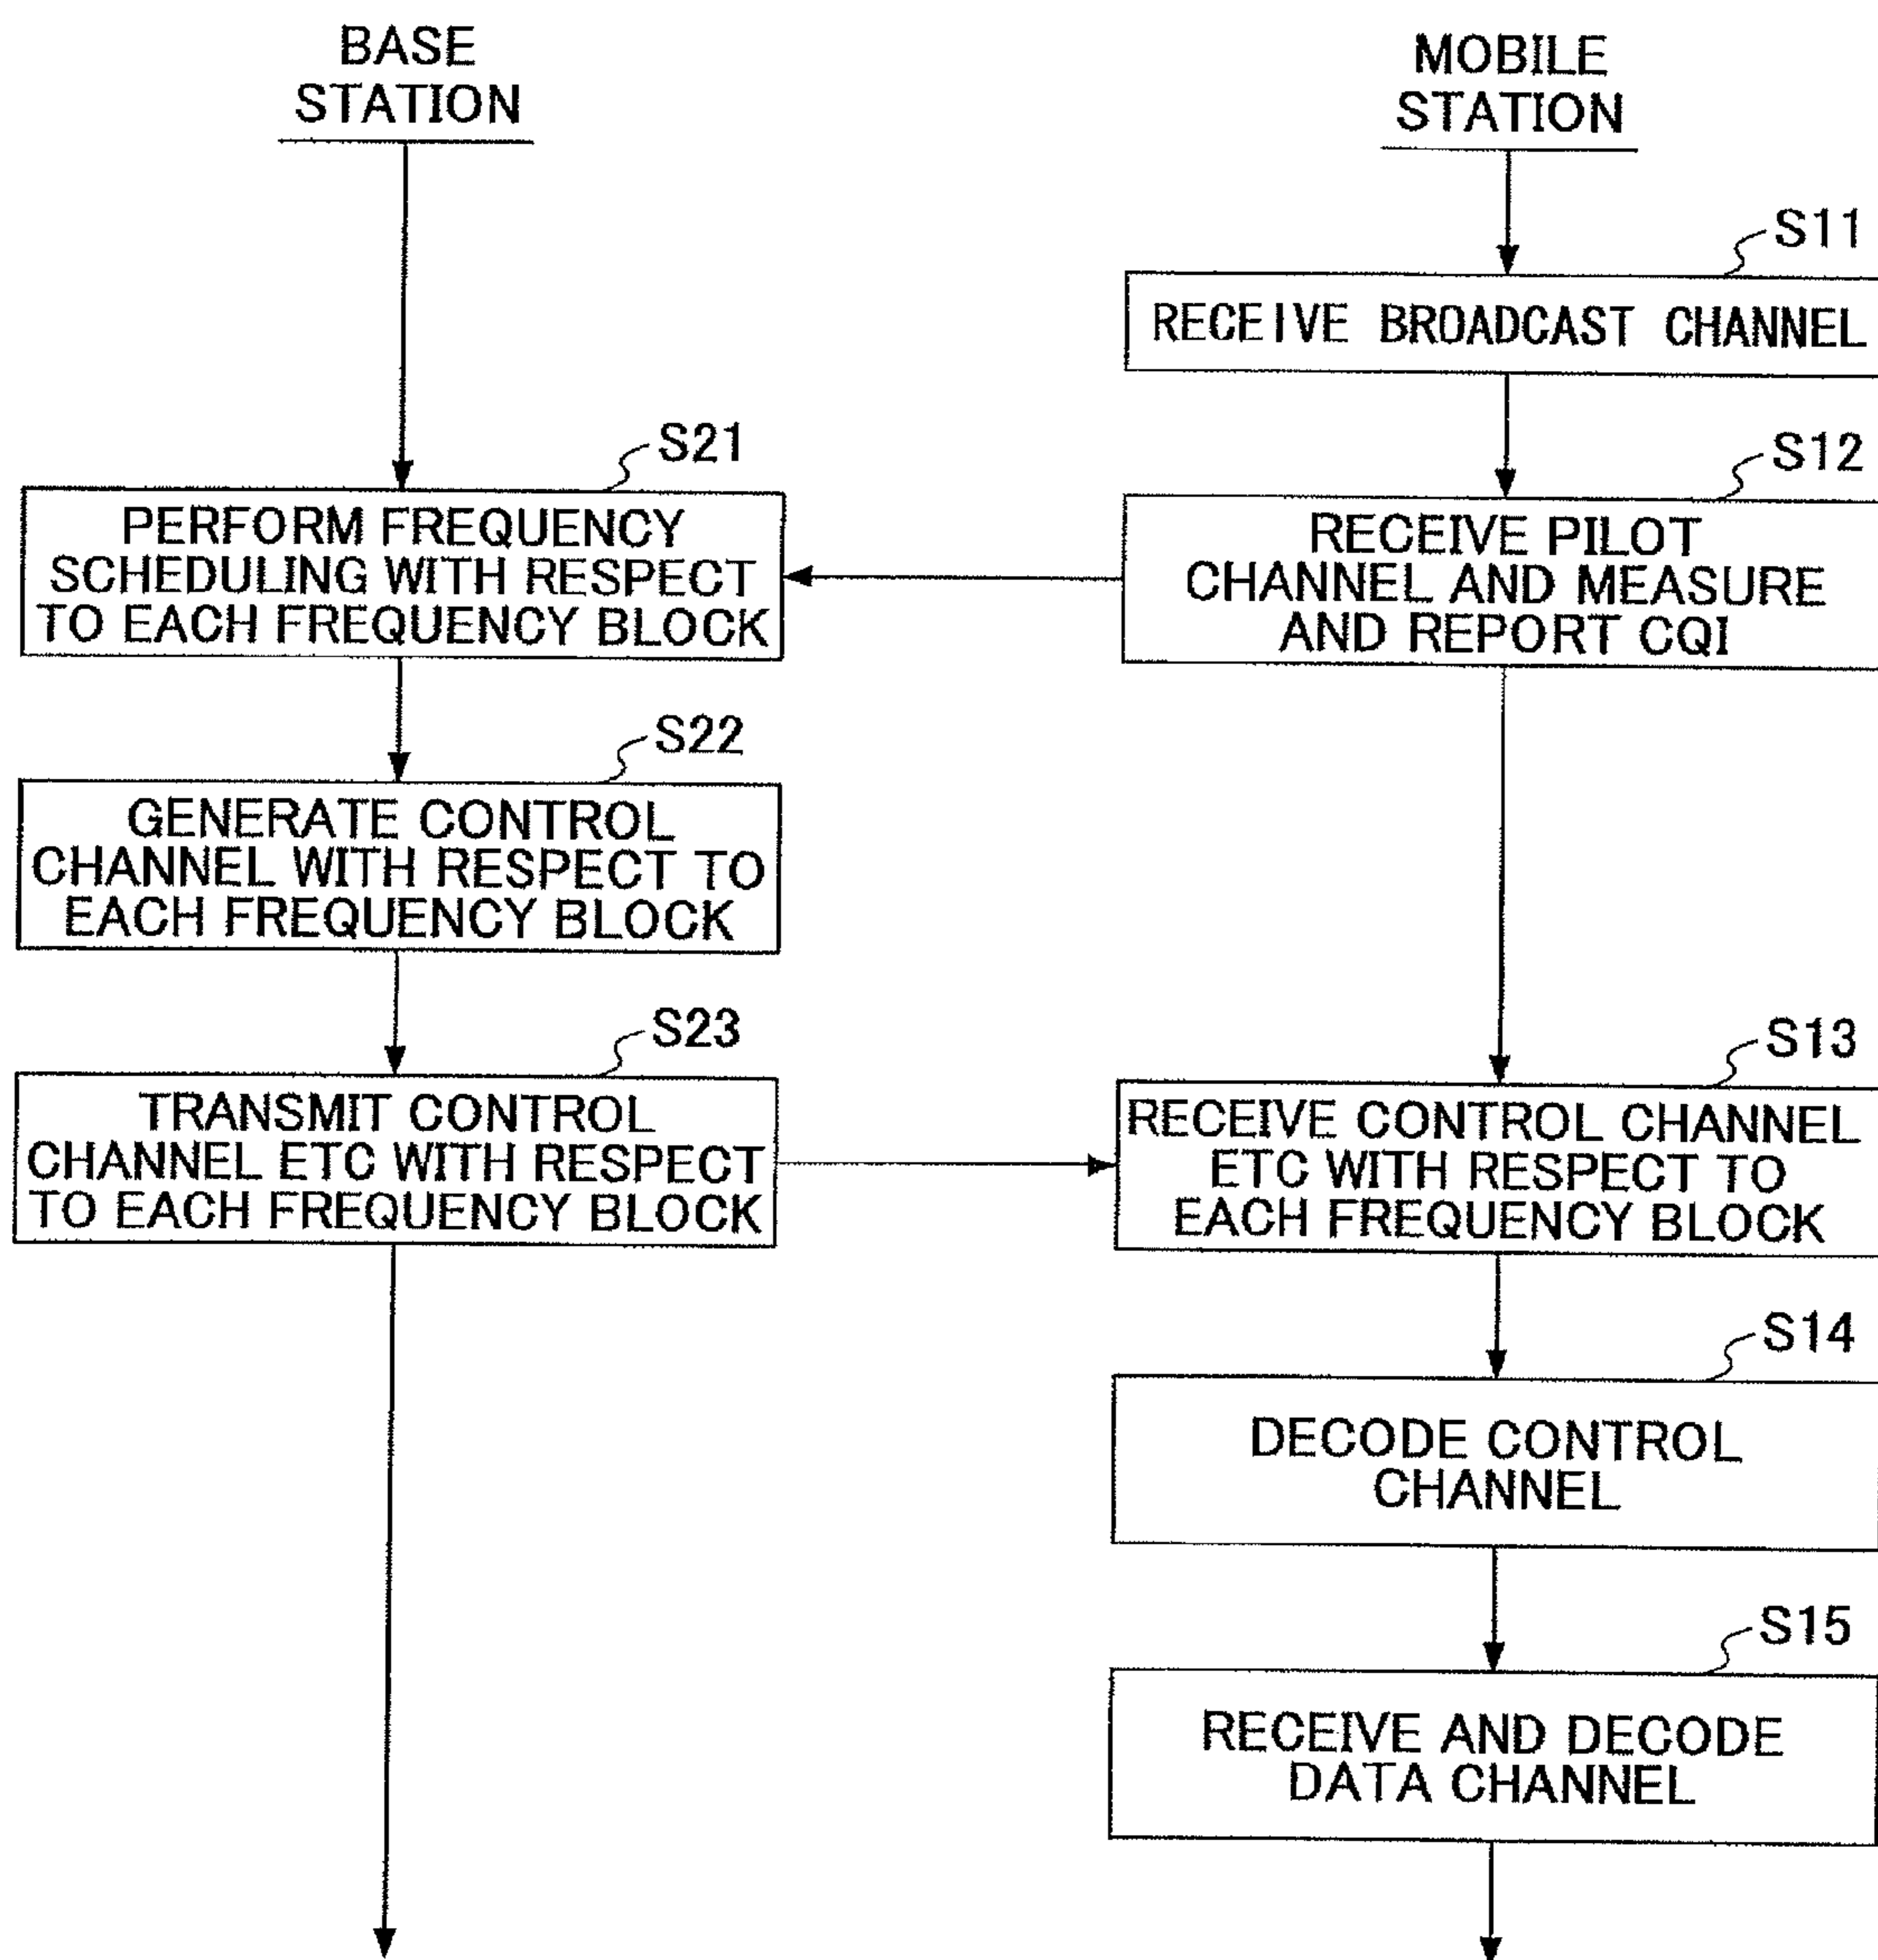 BASE
STATION
MOBILE
STATION
S11
RECEIVE BROADCAST CHANNEL
S21
PERFORM FREQUENCY
SCHEDULING WITH RESPECT
TO EACH FREQUENCY BLOCK
S12
RECEIVE PILOT
CHANNEL AND MEASURE
AND REPORT CQI
S22
GENERATE CONTROL
CHANNEL WITH RESPECT TO
EACH FREQUENCY BLOCK
S23
TRANSMIT CONTROL
CHANNEL ETC WITH RESPECT
TO EACH FREQUENCY BLOCK
S13
RECEIVE CONTROL CHANNEL
ETC WITH RESPECT TO
EACH FREQUENCY BLOCK
S14
DECODE CONTROL
CHANNEL
S15
RECEIVE AND DECODE
DATA CHANNEL